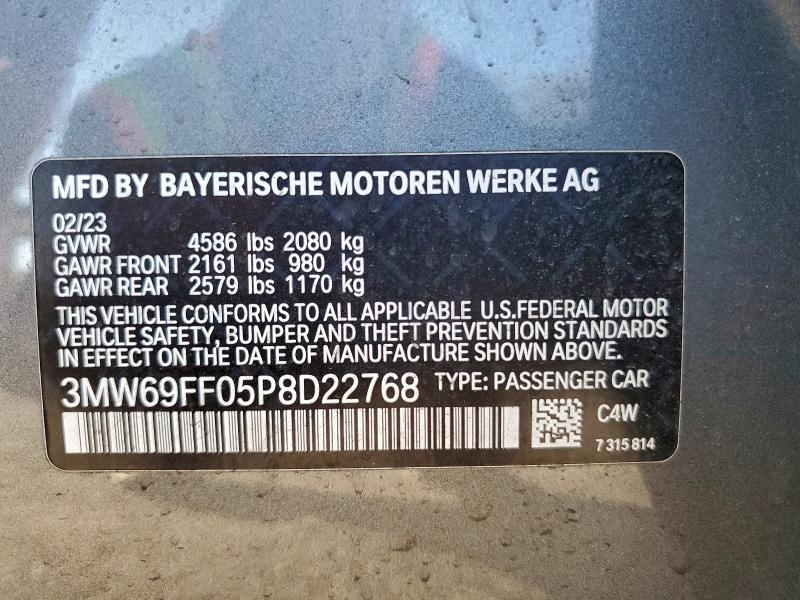 MFD BY BAYERISCHE MOTOREN WERKE AG
02/23
GVWR 4586 lbs 2080 kg
GAWR FRONT 2161 lbs 980 kg
GAWR REAR 2579 lbs 1170 kg
THIS VEHICLE CONFORMS TO ALL APPLICABLE U.S.FEDERAL MOTOR
VEHICLE SAFETY, BUMPER AND THEFT PREVENTION STANDARDS
IN EFFECT ON THE DATE OF MANUFACTURE SHOWN ABOVE.
3MW69FF05P8D22768 TYPE: PASSENGER CAR
C4W
7 315 814